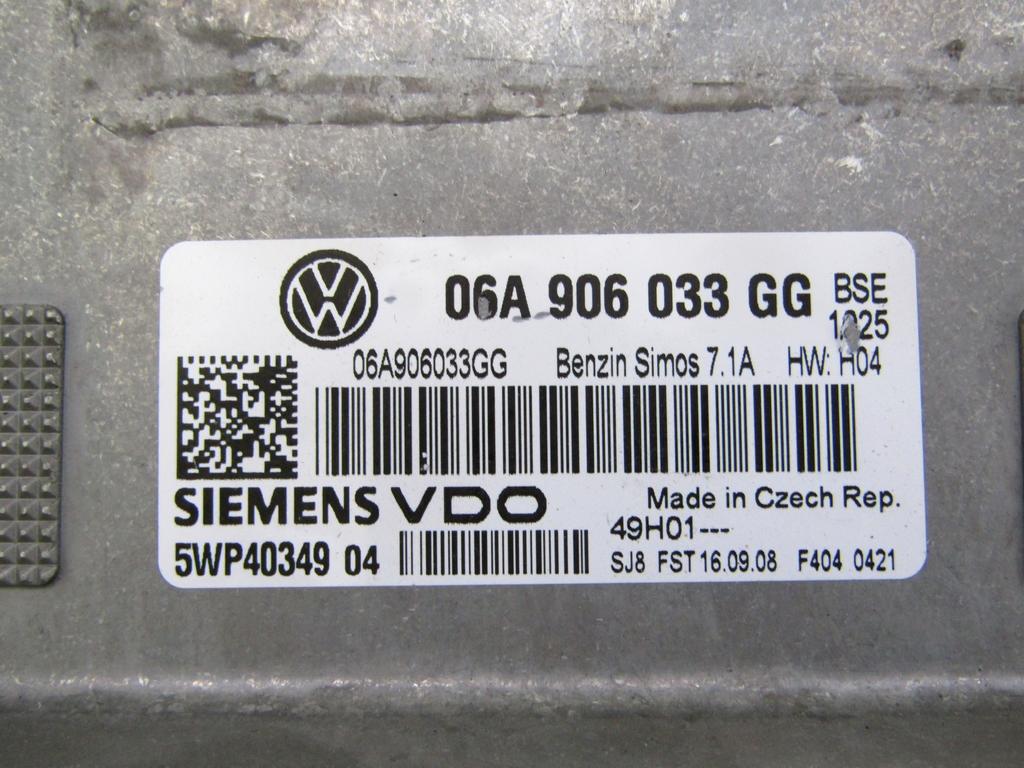 06A 906 033 GG BSE
1025
06A906033GG Benzin Simos 7.1A HW: H04
SIEMENS VDO Made in Czech Rep.
49H01---
5WP40349 04 SJ8 FST 16.09.08 F404 0421